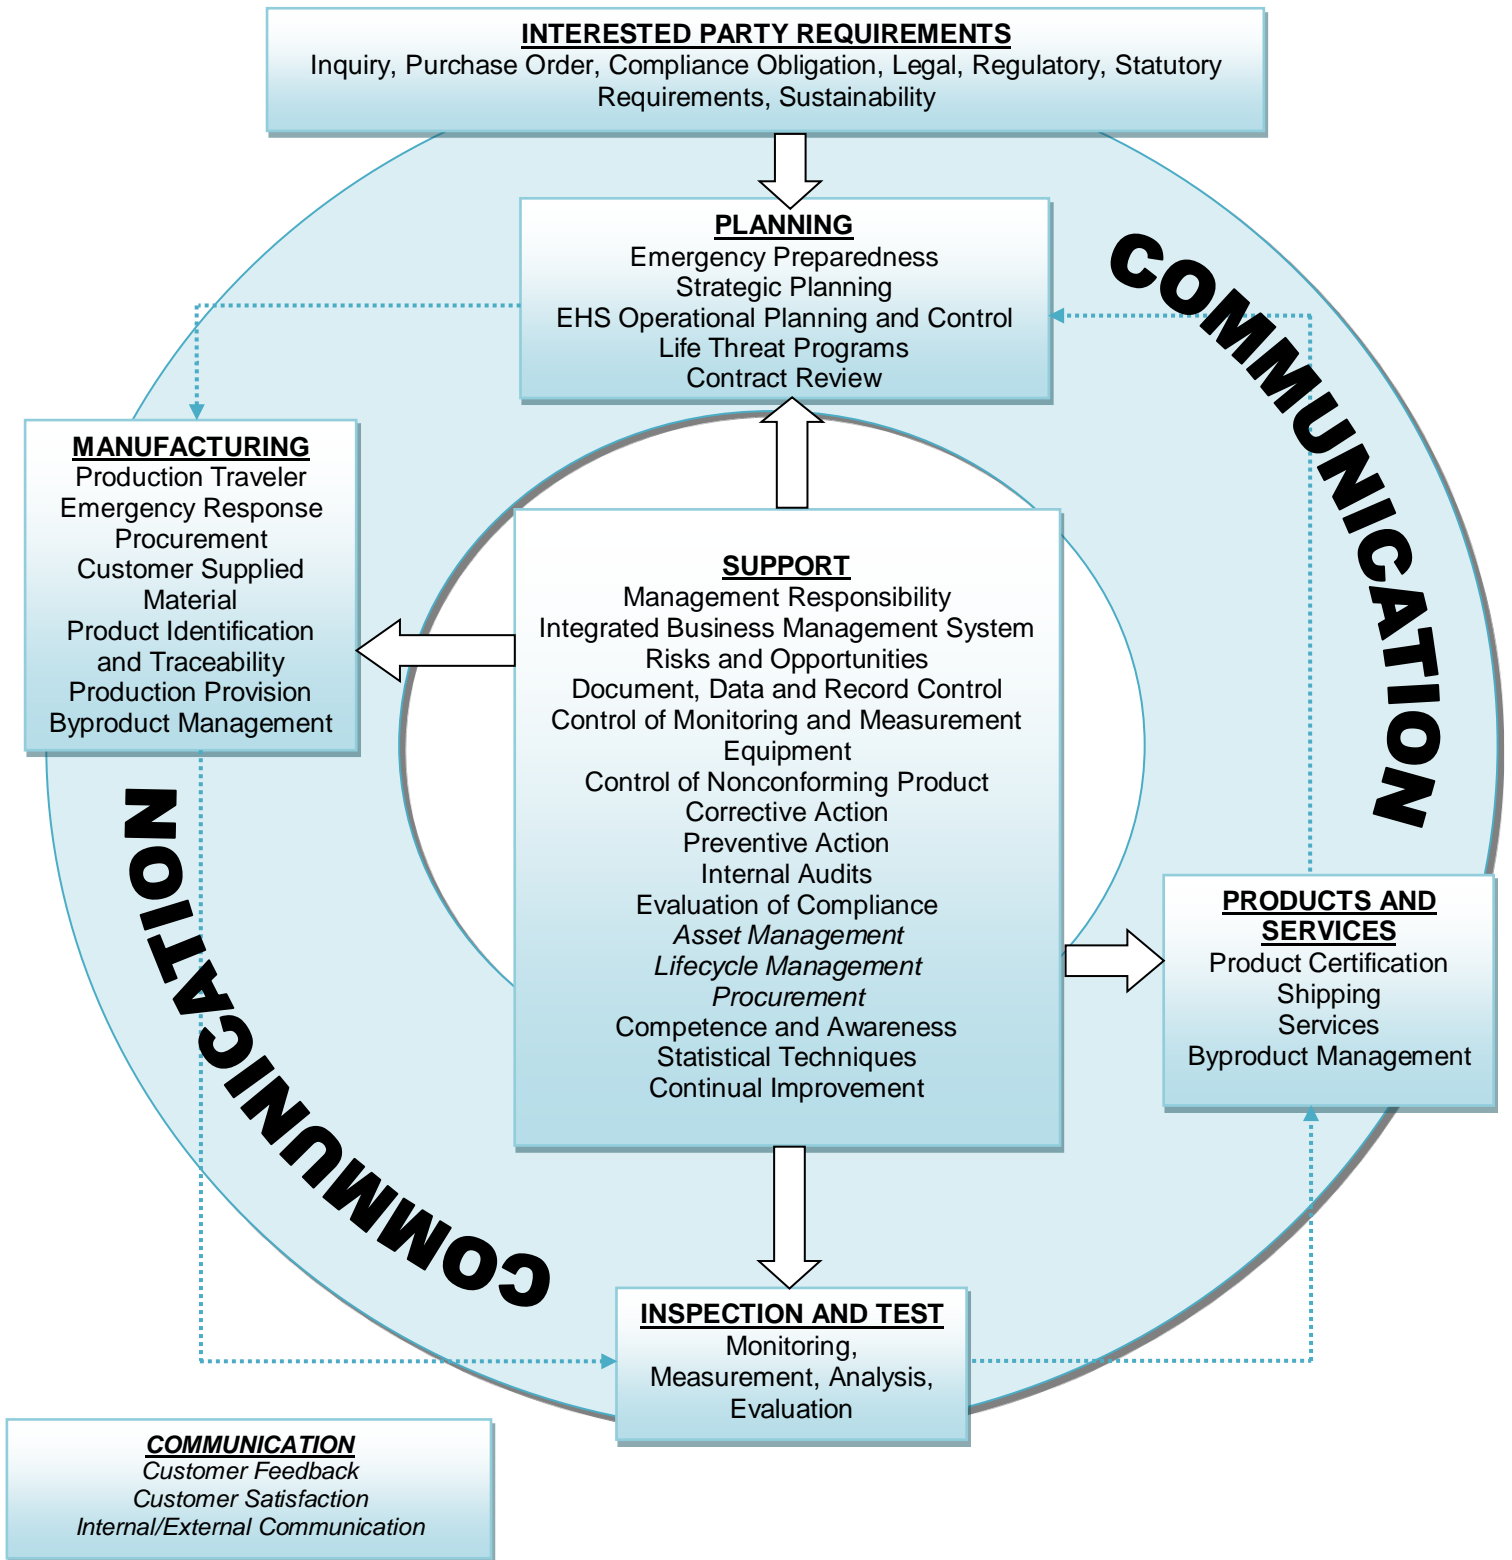 INTERESTED PARTY REQUIREMENTS
Inquiry, Purchase Order, Compliance Obligation, Legal, Regulatory, Statutory
Requirements, Sustainability
PLANNING
Emergency Preparedness
Strategic Planning
EHS Operational Planning and Control
Life Threat Programs
Contract Review
COMMUNICATION
MANUFACTURING
Production Traveler
Emergency Response
Procurement
Customer Supplied
Material
Product Identification
and Traceability
Production Provision
Byproduct Management
SUPPORT
Management Responsibility
Integrated Business Management System
Risks and Opportunities
Document, Data and Record Control
Control of Monitoring and Measurement
Equipment
Control of Nonconforming Product
Corrective Action
Preventive Action
Internal Audits
Evaluation of Compliance
Asset Management
Lifecycle Management
Procurement
Competence and Awareness
Statistical Techniques
Continual Improvement
PRODUCTS AND
SERVICES
Product Certification
Shipping
Services
Byproduct Management
COMMUNICATION
INSPECTION AND TEST
Monitoring,
Measurement, Analysis,
Evaluation
COMMUNICATION
Customer Feedback
Customer Satisfaction
Internal/External Communication